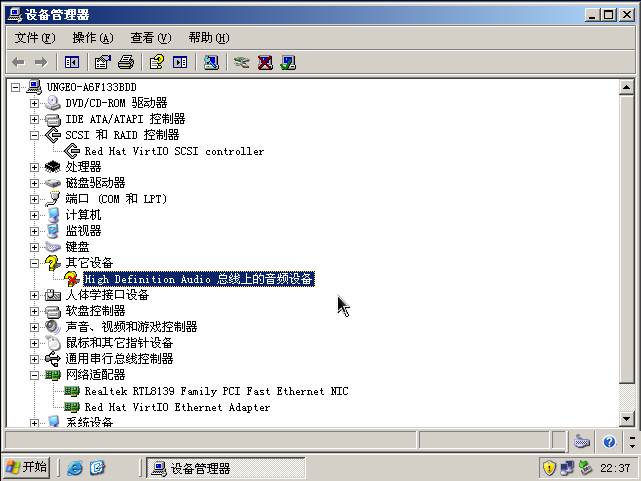 设备管理器
文件(F) 操作(A) 查看(V) 帮助(H)
UNGEO-A6F133BDD
DVD/CD-ROM 驱动器
IDE ATA/ATAPI 控制器
SCSI 和 RAID 控制器
Red Hat VirtIO SCSI controller
处理器
磁盘驱动器
端口 (COM 和 LPT)
计算机
监视器
键盘
其它设备
High Definition Audio 总线上的音频设备
人体学接口设备
软盘控制器
声音、视频和游戏控制器
鼠标和其它指针设备
通用串行总线控制器
网络适配器
Realtek RTL8139 Family PCI Fast Ethernet NIC
Red Hat VirtIO Ethernet Adapter
系统设备
开始 设备管理器 22:37